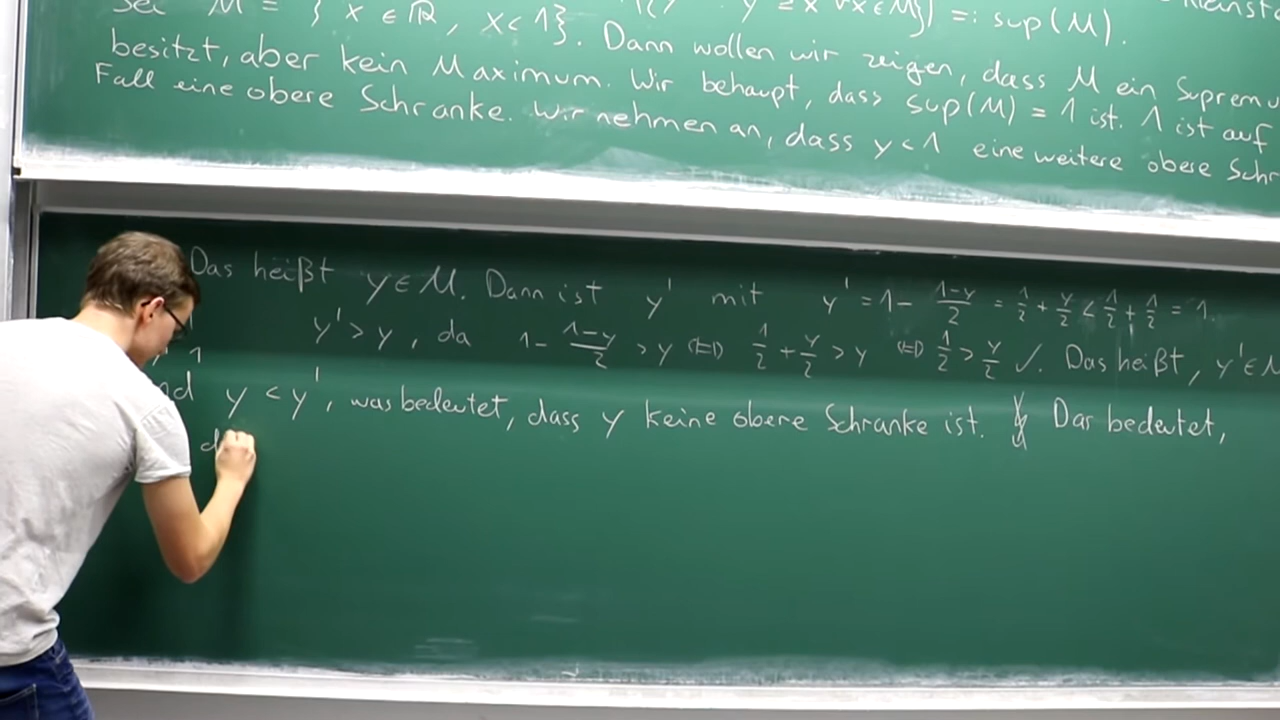 Sei M = { x ∈ ℝ, x < 1}. y ≥ x ∀ x ∈ M}) =: sup(M).
besitzt, aber kein Maximum. Dann wollen wir zeigen, dass M ein Supremu
Fall eine obere Schranke. Wir behaupt, dass sup(M) = 1 ist. 1 ist auf
Wir nehmen an, dass y < 1 eine weitere obere Schr
Das heißt y ∈ M. Dann ist y' mit y' = 1 - (1-y)/2 = 1/2 + y/2 < 1/2 + 1/2 = 1.
y' > y, da 1 - (1-y)/2 > y ⇔ 1/2 + y/2 > y ⇔ 1/2 > y/2 ✓. Das heißt, y' ∈ M
nd y < y', was bedeutet, dass y keine obere Schranke ist. Dar bedeutet,
d